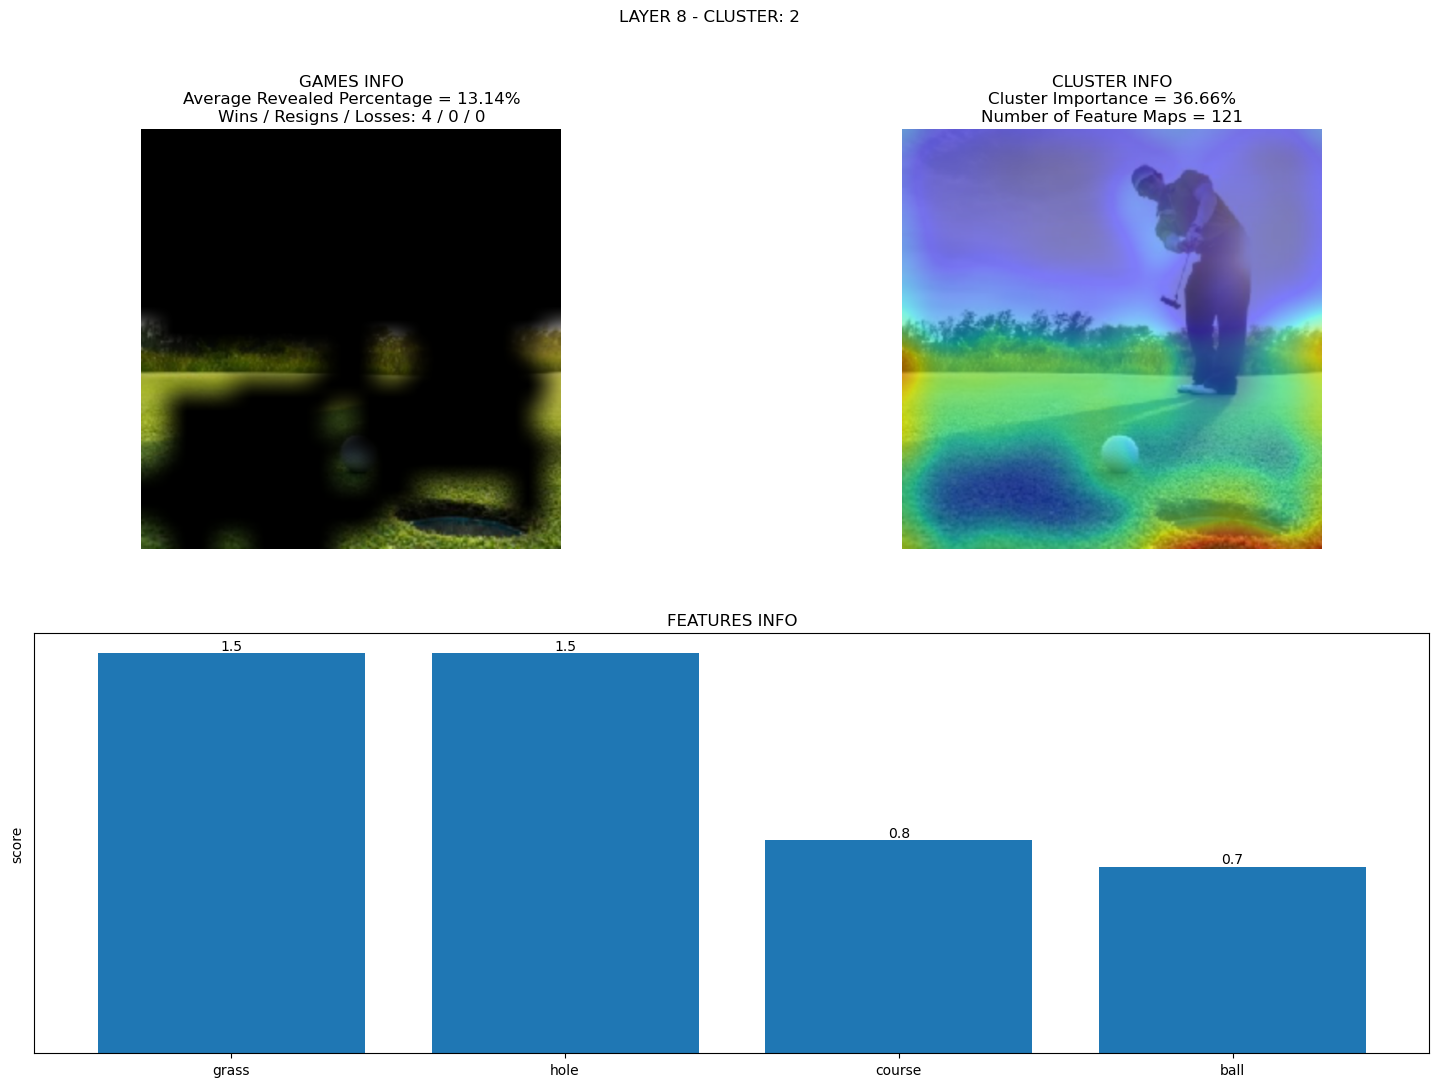 LAYER 8 - CLUSTER: 2
GAMES INFO
Average Revealed Percentage = 13.14%
Wins / Resigns / Losses: 4 / 0 / 0
CLUSTER INFO
Cluster Importance = 36.66%
Number of Feature Maps = 121
FEATURES INFO
score
1.5
1.5
0.8
0.7
grass
hole
course
ball